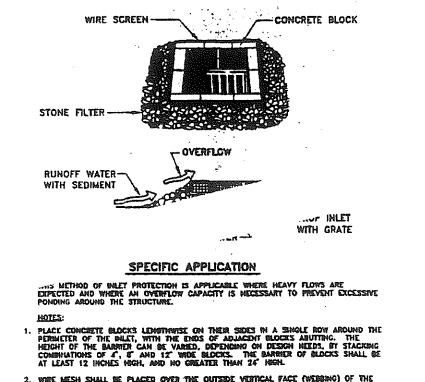 WIRE SCREEN
CONCRETE BLOCK
STONE FILTER
OVERFLOW
RUNOFF WATER
WITH SEDIMENT
INLET
WITH GRATE
SPECIFIC APPLICATION
METHOD OF INLET PROTECTION IS APPLICABLE WHERE HEAVY FLOWS ARE
EXPECTED AND WHERE AN OVERFLOW CAPACITY IS NECESSARY TO PREVENT EXCESSIVE
PONDING AROUND THE STRUCTURE.
NOTES:
1. PLACE CONCRETE BLOCKS LENGTHWISE ON THEIR SIDES IN A SINGLE ROW AROUND THE
PERIMETER OF THE INLET, WITH THE ENDS OF ADJACENT BLOCKS ABUTTING. THE
HEIGHT OF THE BARRIER CAN BE VARIED, DEPENDING ON DESIGN NEEDS, BY STACKING
COMBINATIONS OF 4", 8" AND 12" WIDE BLOCKS. THE BARRIER OF BLOCKS SHALL BE
AT LEAST 12 INCHES HIGH, AND NO GREATER THAN 24" HIGH.
2. WIRE MESH SHALL BE PLACED OVER THE OUTSIDE VERTICAL FACE (WEBBING) OF THE